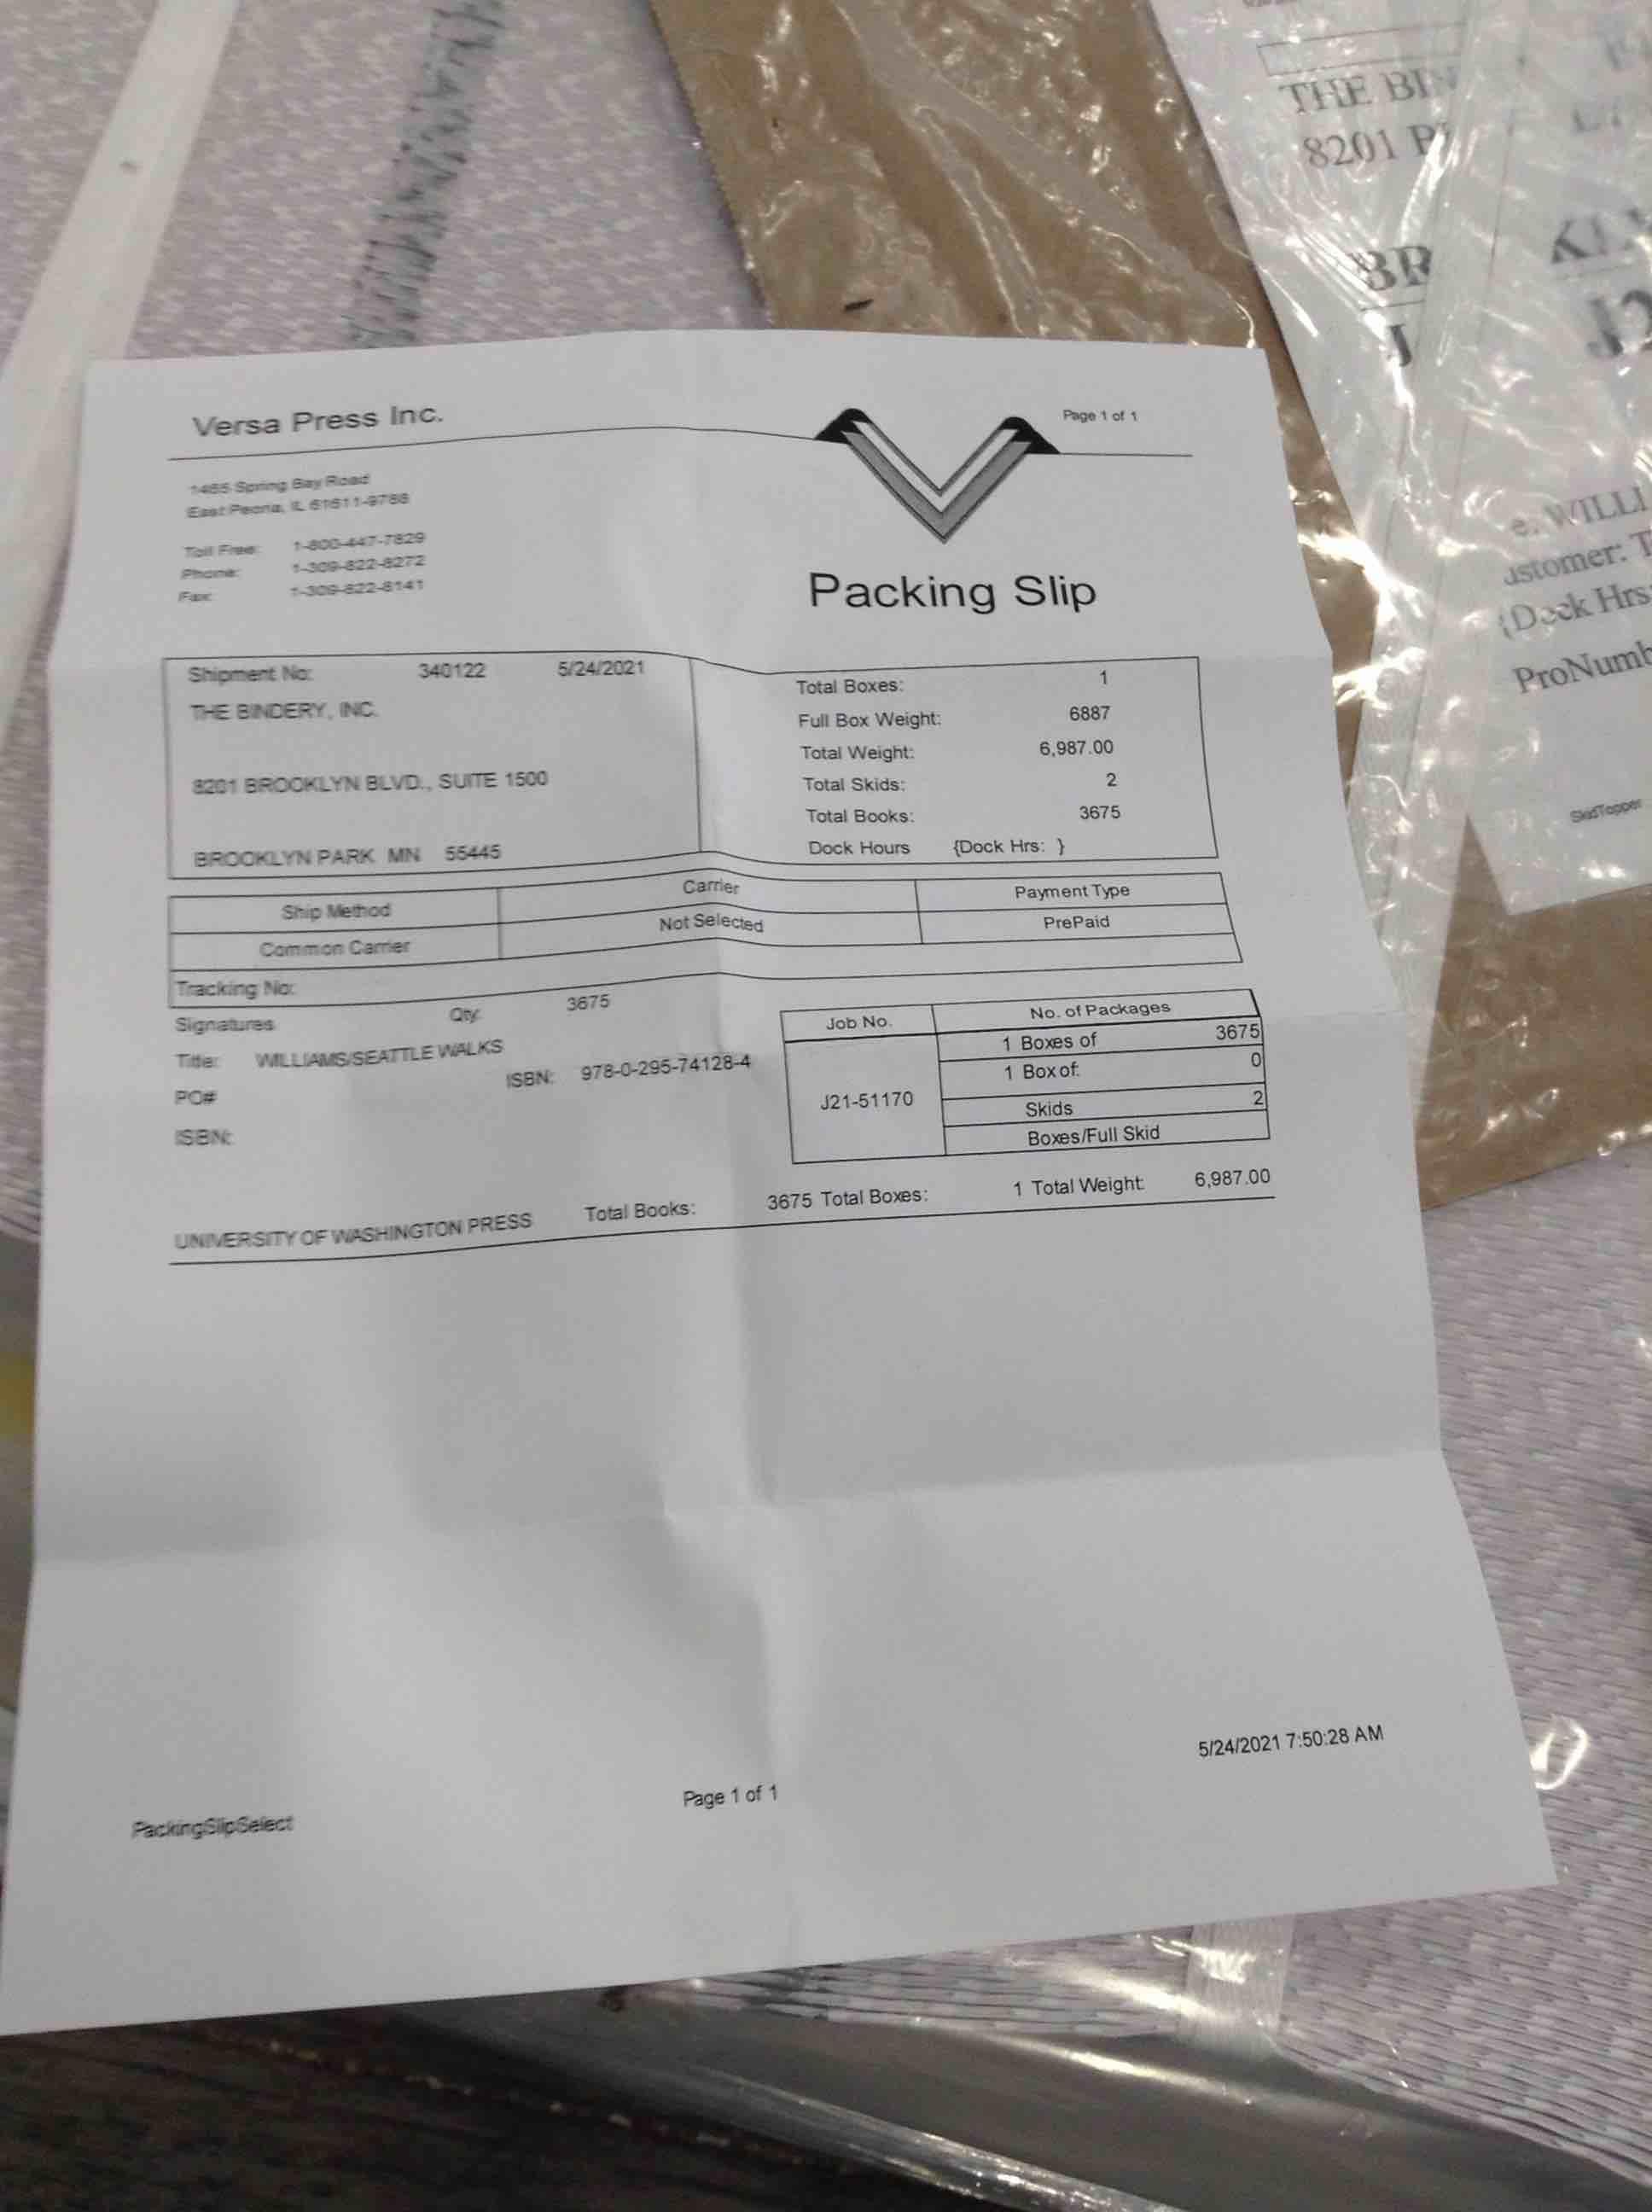 Versa Press Inc.
Page 1 of 1
1465 Spring Bay Road
East Peoria, IL 61611-9788
Toll Free: 1-800-447-7829
Phone: 1-309-822-8272
Fax: 1-309-822-8141
Packing Slip
Shipment No: 340122 5/24/2021
THE BINDERY, INC.
8201 BROOKLYN BLVD., SUITE 1500
BROOKLYN PARK MN 55445
Total Boxes: 1
Full Box Weight: 6887
Total Weight: 6,987.00
Total Skids: 2
Total Books: 3675
Dock Hours {Dock Hrs: }
Ship Method Carrier Payment Type
Common Carrier Not Selected PrePaid
Tracking No:
Signatures Qty: 3675
Title: WILLIAMS/SEATTLE WALKS
PO# ISBN: 978-0-295-74128-4
ISBN:
Job No. No. of Packages
J21-51170
1 Boxes of 3675
1 Box of: 0
Skids 2
Boxes/Full Skid
UNIVERSITY OF WASHINGTON PRESS Total Books: 3675 Total Boxes: 1 Total Weight: 6,987.00
5/24/2021 7:50:28 AM
Page 1 of 1
PackingSlipSelect
THE BIN
8201 B
BR
J
WILLI
ustomer: T
(Dock Hrs:
ProNumb
SkidTopper